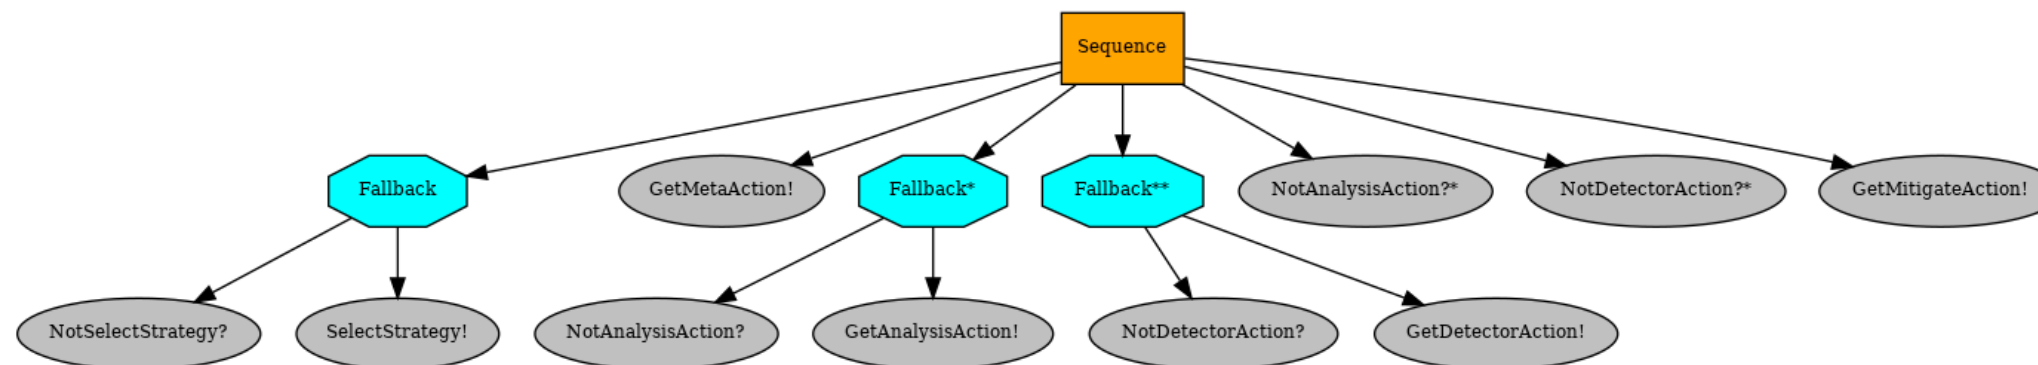 Sequence
Fallback
GetMetaAction!
Fallback*
Fallback**
NotAnalysisAction?*
NotDetectorAction?*
GetMitigateAction!
NotSelectStrategy?
SelectStrategy!
NotAnalysisAction?
GetAnalysisAction!
NotDetectorAction?
GetDetectorAction!